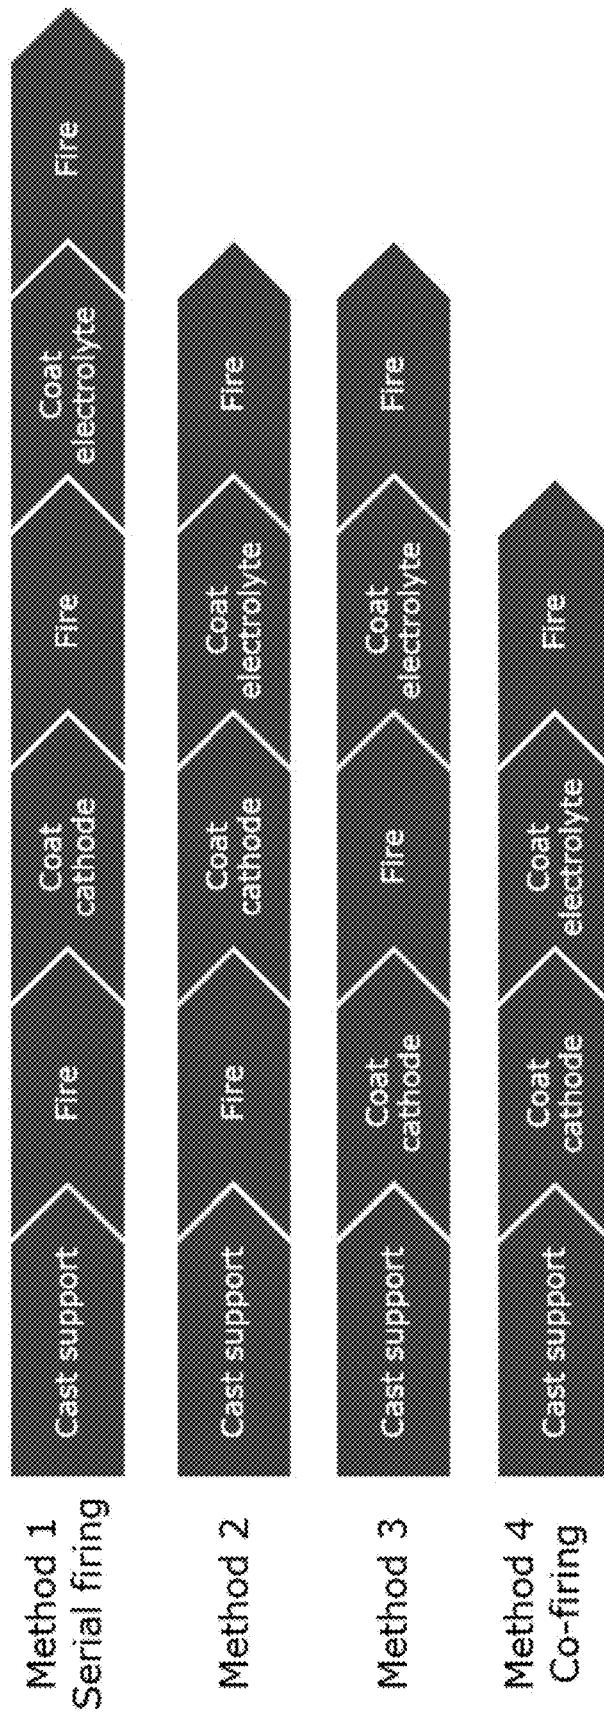 Method 1
Serial firing
Cast support
Fire
Coat
cathode
Fire
Coat
electrolyte
Fire
Method 2
Cast support
Fire
Coat
cathode
Coat
electrolyte
Fire
Method 3
Cast support
Coat
cathode
Fire
Coat
electrolyte
Fire
Method 4
Co-firing
Cast support
Coat
cathode
Coat
electrolyte
Fire